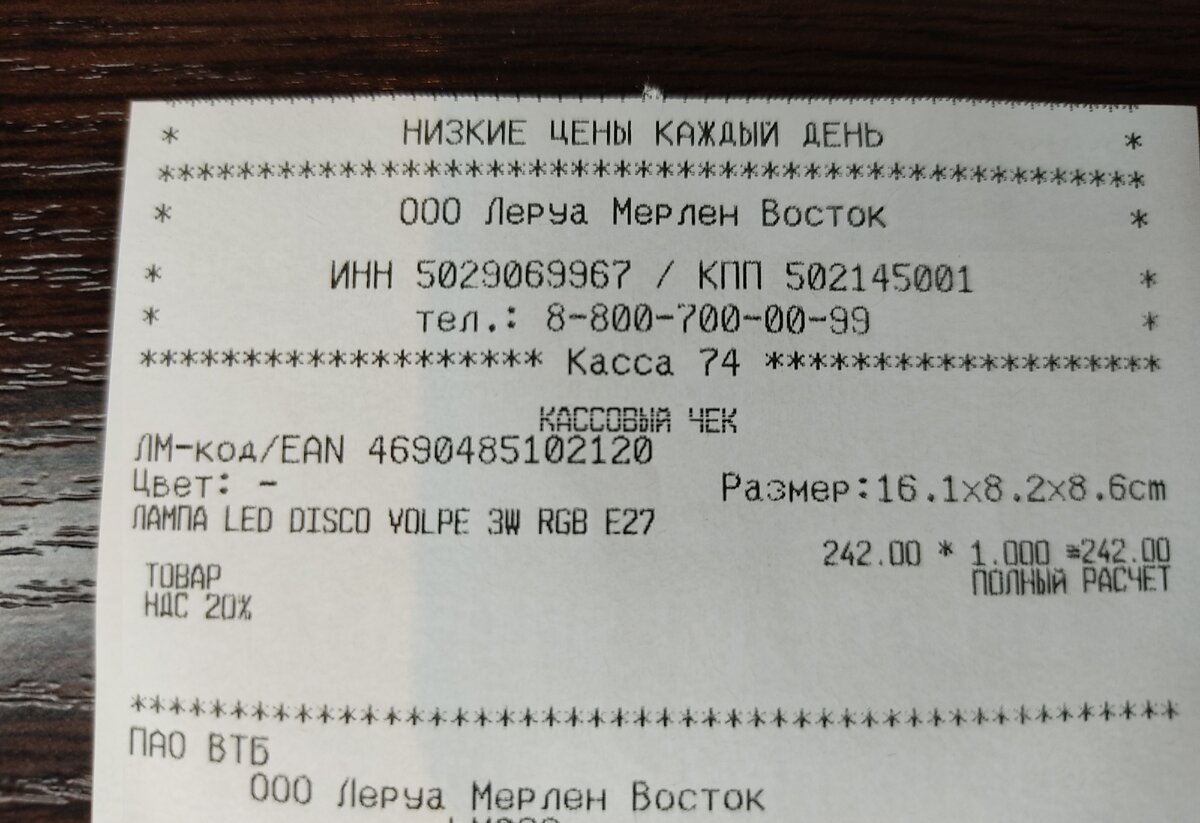 * НИЗКИЕ ЦЕНЫ КАЖДЫЙ ДЕНЬ *
************************************************
* ООО Леруа Мерлен Восток *
* ИНН 5029069967 / КПП 502145001 *
* тел.: 8-800-700-00-99 *
******************* Касса 74 *******************
КАССОВЫЙ ЧЕК
ЛМ-код/EAN 4690485102120
Цвет: - Размер:16.1x8.2x8.6cm
ЛАМПА LED DISCO VOLPE 3W RGB E27
242.00 * 1.000 ≡242.00
ТОВАР ПОЛНЫЙ РАСЧЕТ
НДС 20%
************************************************
ПАО ВТБ
ООО Леруа Мерлен Восток